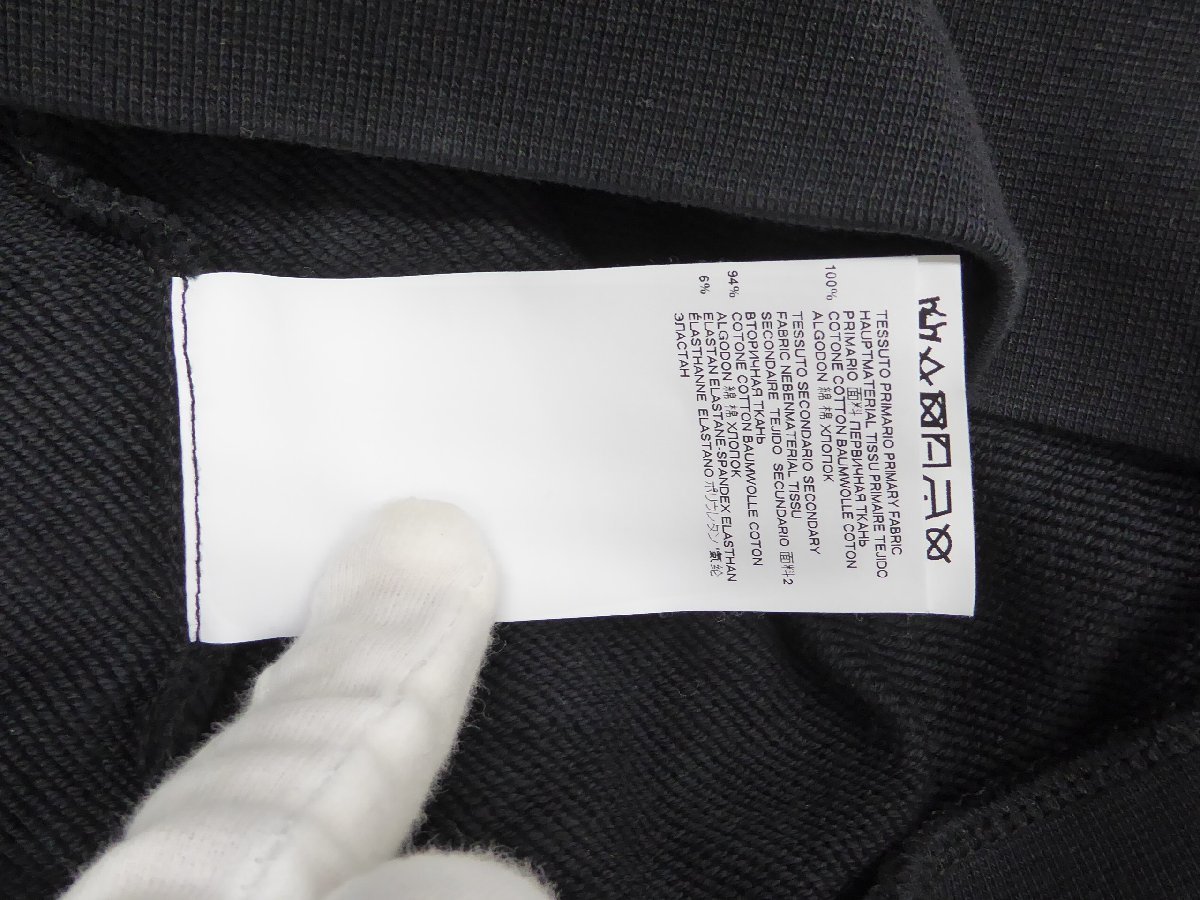 TESSUTO PRIMARIO PRIMARY FABRIC
HAUPTMATERIAL TISSU PRIMAIRE TEJIDO
PRIMARIO 面料 ПЕРВИЧНАЯ ТКАНЬ
100% COTONE COTTON BAUMWOLLE COTON
ALGODON 綿 棉 ХЛОПОК
TESSUTO SECONDARIO SECONDARY
FABRIC NEBENMATERIAL TISSU
SECONDAIRE TEJIDO SECUNDARIO 面料2
ВТОРИЧНАЯ ТКАНЬ
94% COTONE COTTON BAUMWOLLE COTON
ALGODON 綿 棉 ХЛОПОК
6% ELASTAN ELASTANE-SPANDEX ELASTHAN
ÉLASTHANNE ELASTANO ポリウレタン 氨纶
ЭЛАСТАН